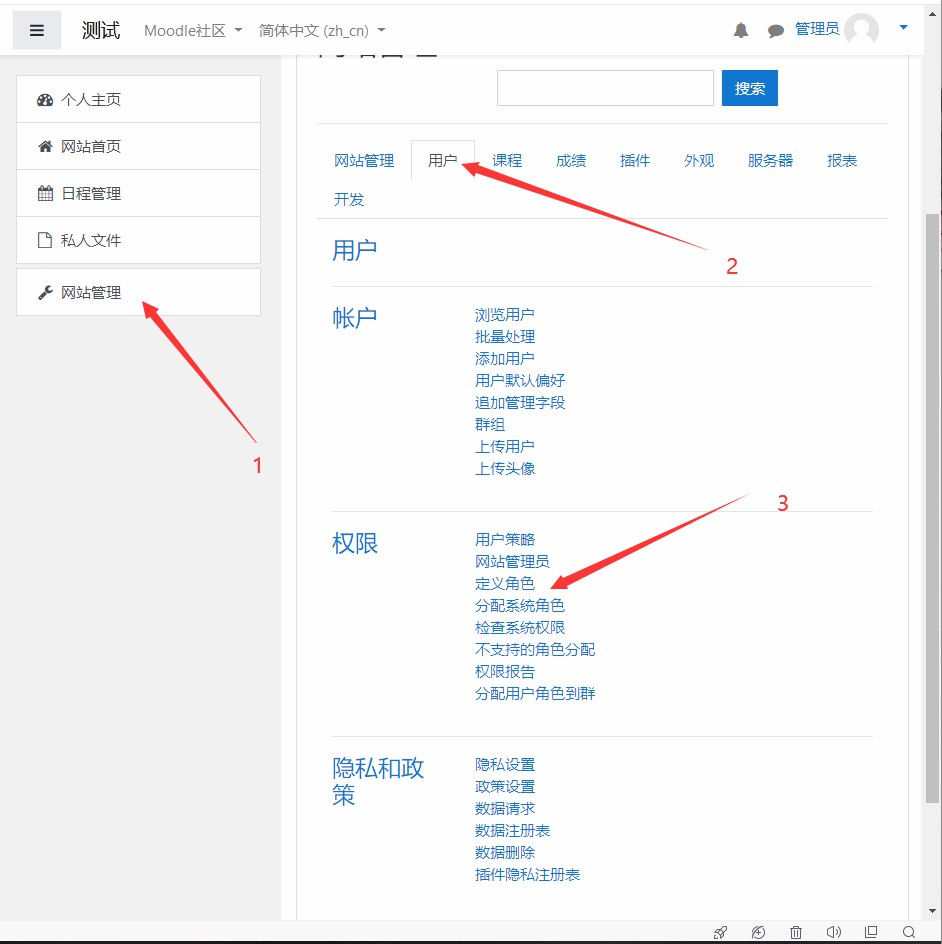 测试 Moodle社区 简体中文 (zh_cn) 管理员
个人主页
网站首页
日程管理
私人文件
网站管理
1
搜索
网站管理 用户 课程 成绩 插件 外观 服务器 报表
开发
2
用户
帐户
浏览用户
批量处理
添加用户
用户默认偏好
追加管理字段
群组
上传用户
上传头像
3
权限
用户策略
网站管理员
定义角色
分配系统角色
检查系统权限
不支持的角色分配
权限报告
分配用户角色到群
隐私和政
策
隐私设置
政策设置
数据请求
数据注册表
数据删除
插件隐私注册表